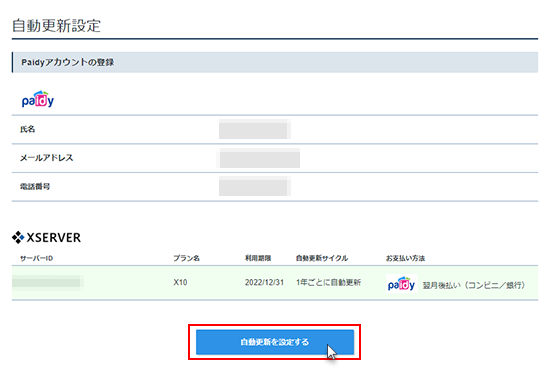 自動更新設定
Paidyアカウントの登録
paidy
氏名
メールアドレス
電話番号
XSERVER
サーバーID プラン名 利用期限 自動更新サイクル お支払い方法
X10 2022/12/31 1年ごとに自動更新 paidy 翌月後払い（コンビニ／銀行）
自動更新を設定する